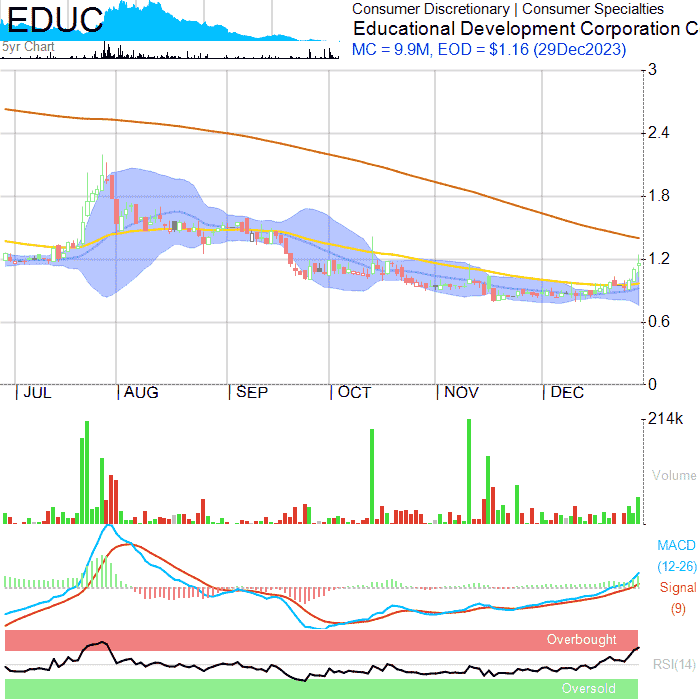 EDUC
5yr Chart
Consumer Discretionary | Consumer Specialties
Educational Development Corporation C
MC = 9.9M, EOD = $1.16 (29Dec2023)
3
2.4
1.8
1.2
0.6
0
JUL AUG SEP OCT NOV DEC
214k
Volume
MACD
(12-26)
Signal
(9)
Overbought
RSI(14)
Oversold